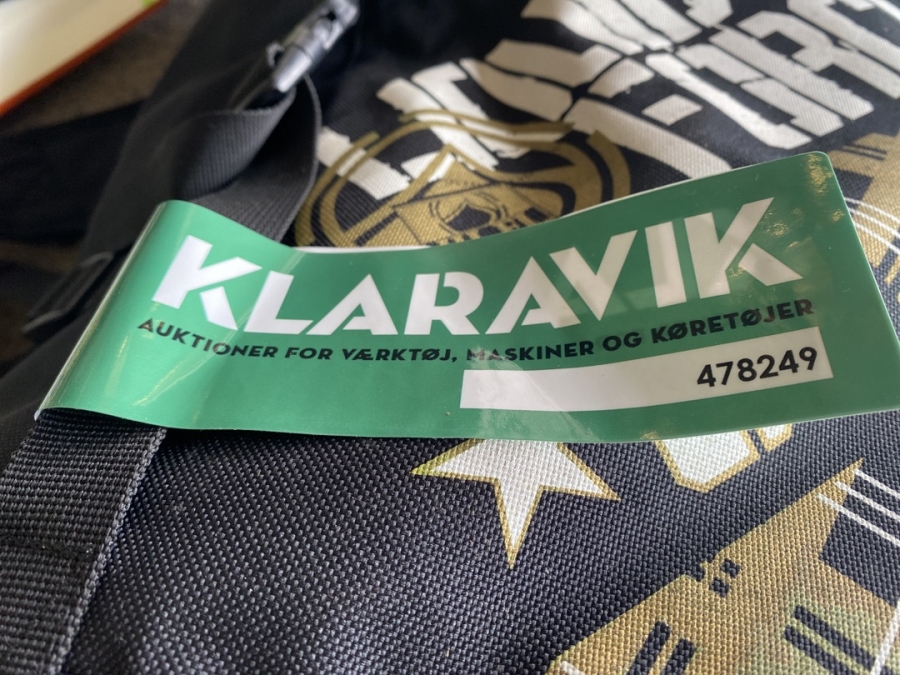 KLARAVIK
AUKTIONER FOR VÆRKTØJ, MASKINER OG KØRETØJER
478249